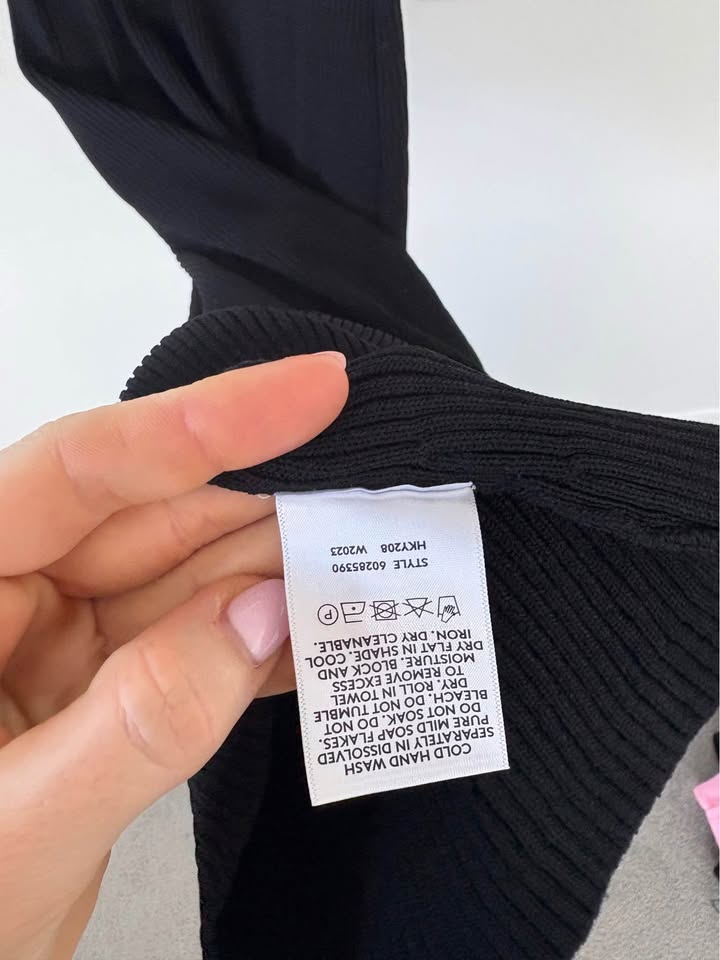 COLD HAND WASH
SEPARATELY IN DISSOLVED
PURE MILD SOAP FLAKES.
DO NOT SOAK. DO NOT
BLEACH. DO NOT TUMBLE
DRY. ROLL IN TOWEL
TO REMOVE EXCESS
MOISTURE. BLOCK AND
DRY FLAT IN SHADE. COOL
IRON. DRY CLEANABLE.
P
STYLE 60285390
HKY208 W2023